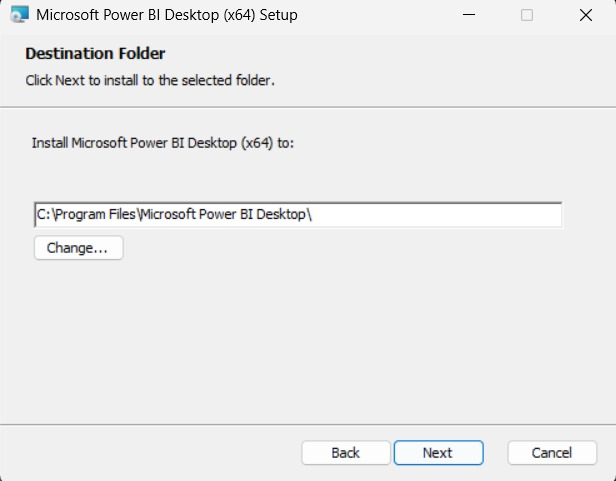 Microsoft Power BI Desktop (x64) Setup
Destination Folder
Click Next to install to the selected folder.
Install Microsoft Power BI Desktop (x64) to:
C:\Program Files\Microsoft Power BI Desktop\
Change...
Back Next Cancel